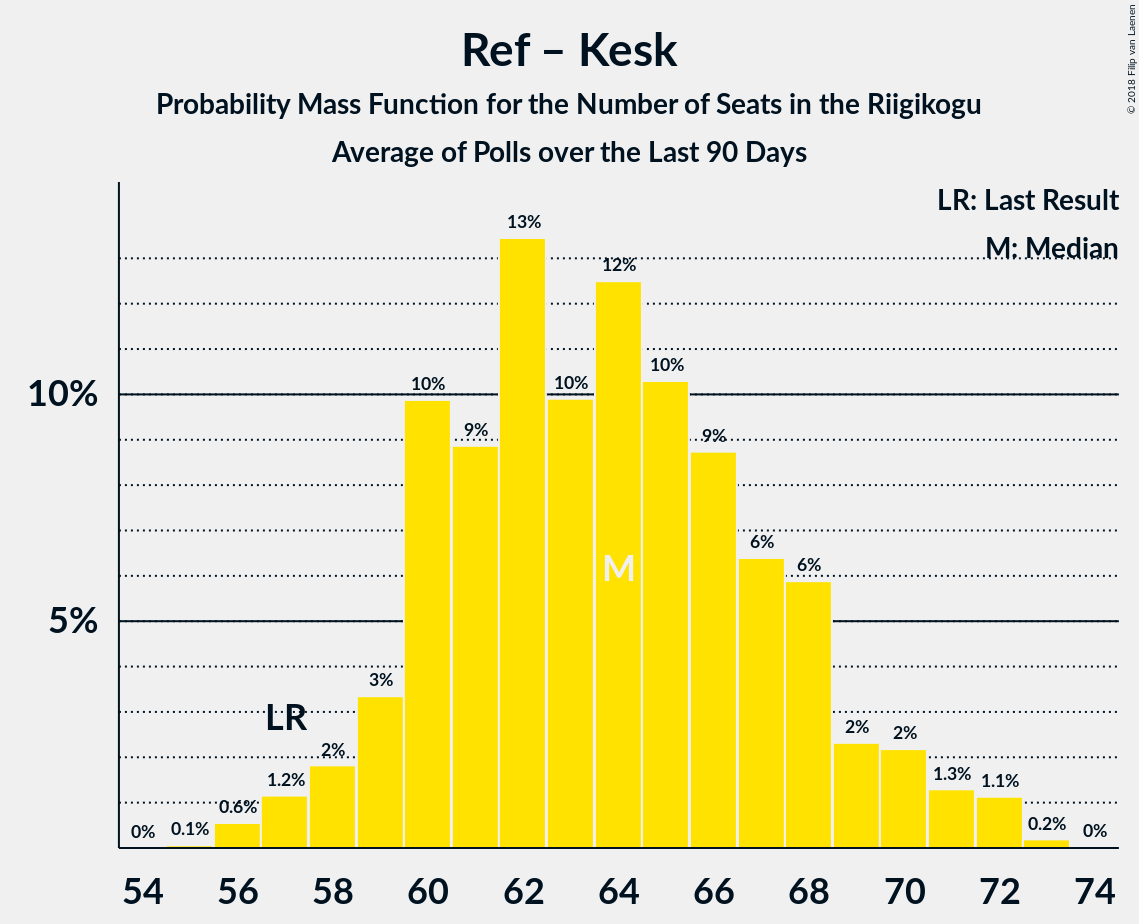 Ref – Kesk
Probability Mass Function for the Number of Seats in the Riigikogu
Average of Polls over the Last 90 Days
© 2018 Filip van Laenen
LR: Last Result
M: Median
10%
5%
0%
0.1%
0.6%
1.2%
2%
3%
10%
9%
13%
10%
12%
10%
9%
6%
6%
2%
2%
1.3%
1.1%
0.2%
0%
LR
M
54 56 58 60 62 64 66 68 70 72 74